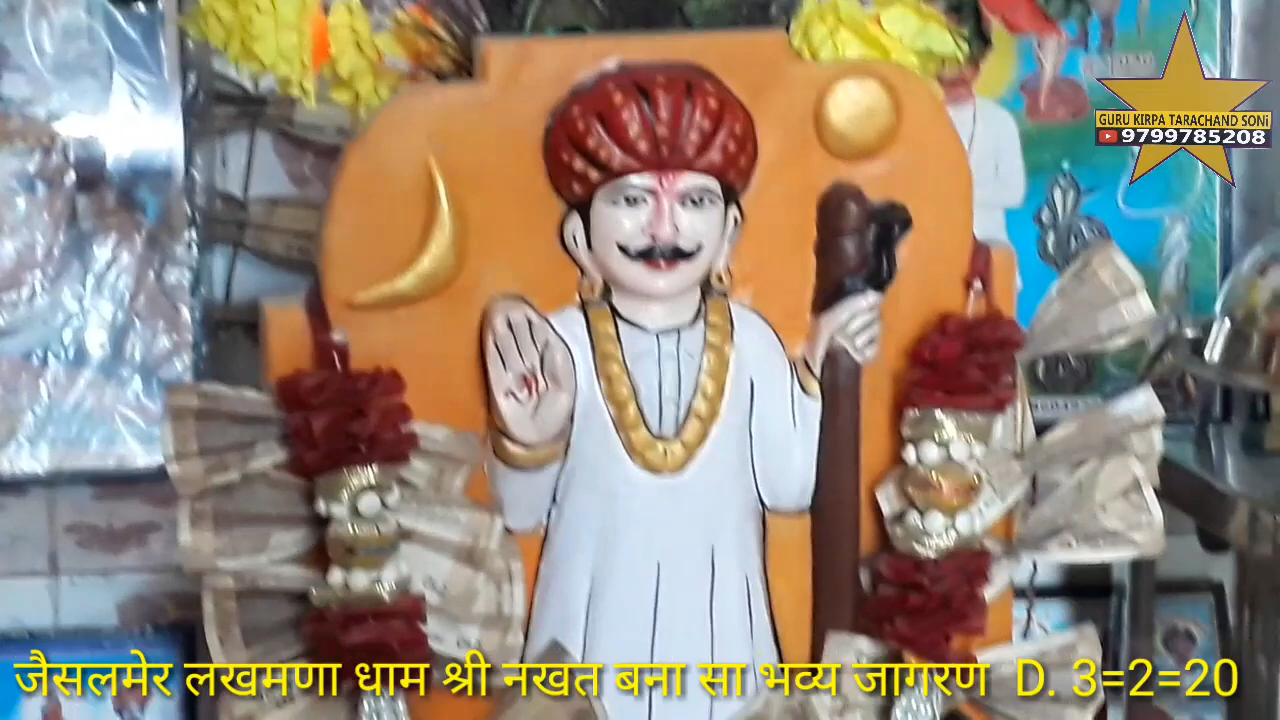 GURU KIRPA TARACHAND SONi
9799785208
जैसलमेर लखमणा धाम श्री नखत बना सा भव्य जागरण D. 3=2=20